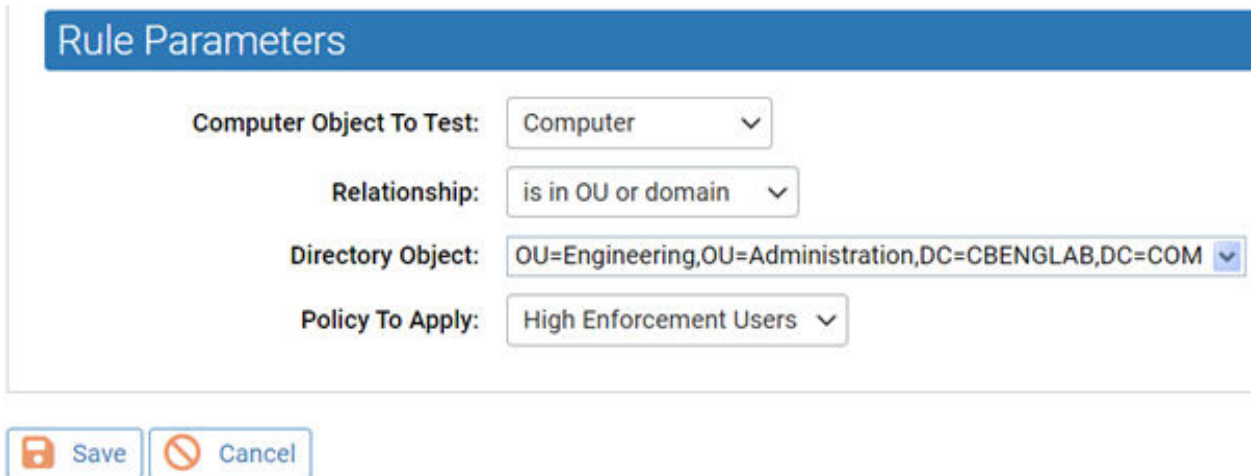 Rule Parameters
Computer Object To Test: Computer
Relationship: is in OU or domain
Directory Object: OU=Engineering,OU=Administration,DC=CBENGLAB,DC=COM
Policy To Apply: High Enforcement Users
Save Cancel